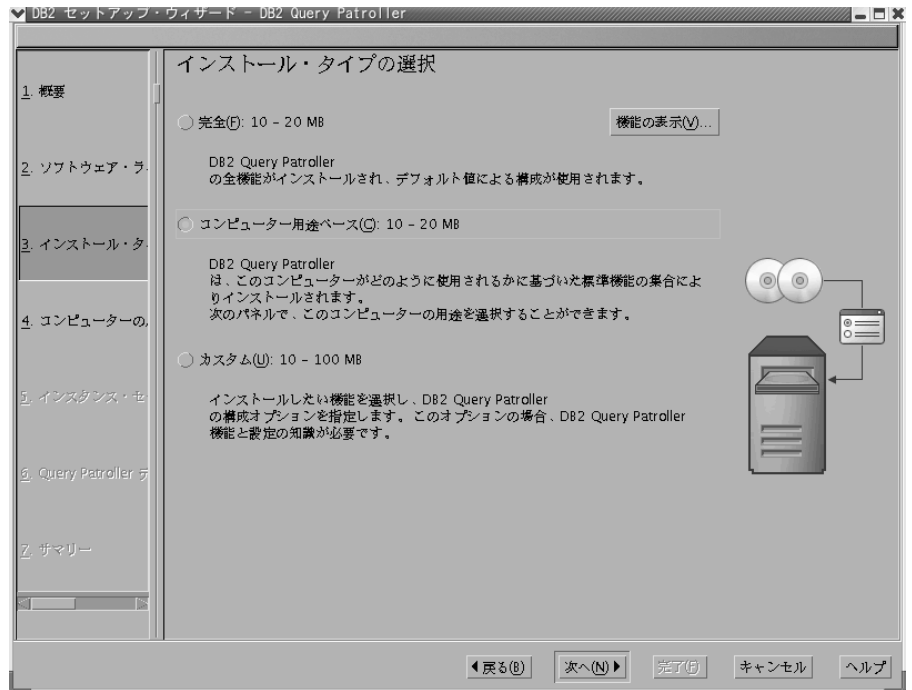 DB2 セットアップ・ウィザード - DB2 Query Patroller
1. 概要
2. ソフトウェア・ラ
3. インストール・タ
4. コンピューターの
5. インスタンス・セ
6. Query Patroller デ
7. サマリー
インストール・タイプの選択
完全(F): 10 - 20 MB
機能の表示(V)...
DB2 Query Patroller
の全機能がインストールされ、デフォルト値による構成が使用されます。
コンピューター用途ベース(C): 10 - 20 MB
DB2 Query Patroller
は、このコンピューターがどのように使用されるかに基づいた標準機能の集合によ
りインストールされます。
次のパネルで、このコンピューターの用途を選択することができます。
カスタム(U): 10 - 100 MB
インストールしたい機能を選択し、DB2 Query Patroller
の構成オプションを指定します。このオプションの場合、DB2 Query Patroller
機能と設定の知識が必要です。
戻る(B)
次へ(N)
完了(F)
キャンセル
ヘルプ